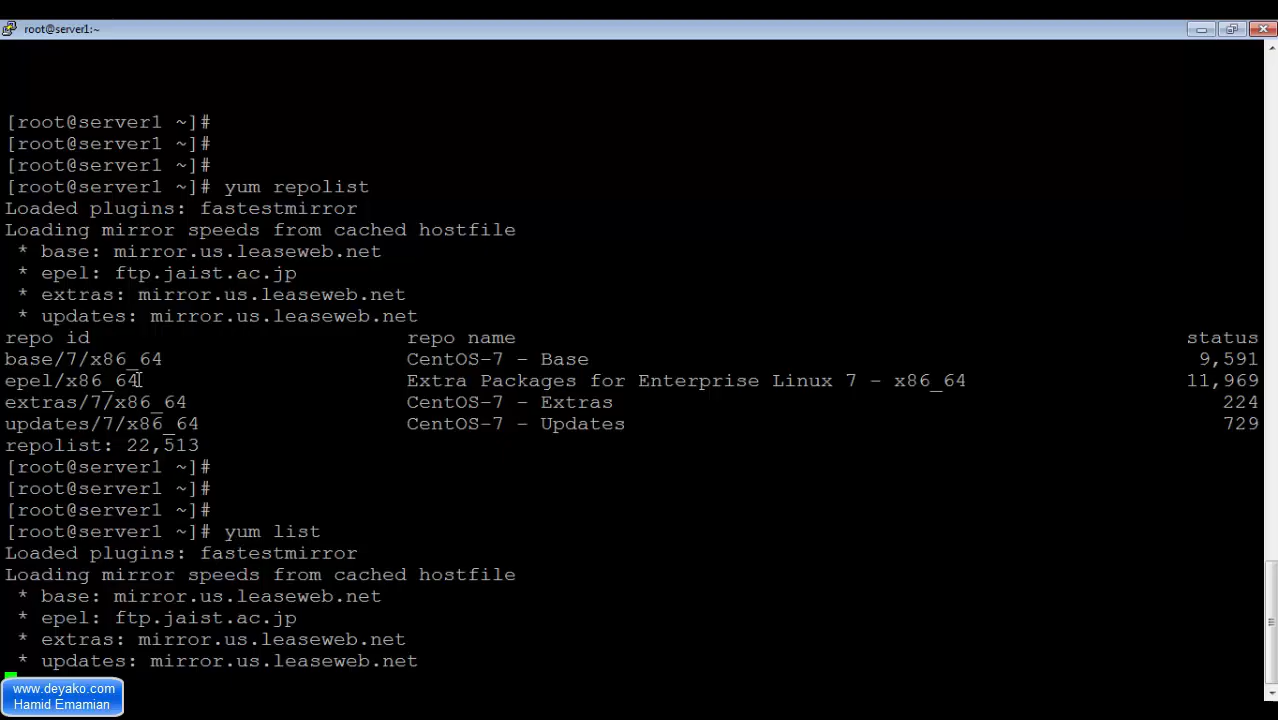 root@server1:~
[root@server1 ~]#
[root@server1 ~]#
[root@server1 ~]#
[root@server1 ~]# yum repolist
Loaded plugins: fastestmirror
Loading mirror speeds from cached hostfile
 * base: mirror.us.leaseweb.net
 * epel: ftp.jaist.ac.jp
 * extras: mirror.us.leaseweb.net
 * updates: mirror.us.leaseweb.net
repo id repo name status
base/7/x86_64 CentOS-7 - Base 9,591
epel/x86_64 Extra Packages for Enterprise Linux 7 - x86_64 11,969
extras/7/x86_64 CentOS-7 - Extras 224
updates/7/x86_64 CentOS-7 - Updates 729
repolist: 22,513
[root@server1 ~]#
[root@server1 ~]#
[root@server1 ~]#
[root@server1 ~]# yum list
Loaded plugins: fastestmirror
Loading mirror speeds from cached hostfile
 * base: mirror.us.leaseweb.net
 * epel: ftp.jaist.ac.jp
 * extras: mirror.us.leaseweb.net
 * updates: mirror.us.leaseweb.net
www.deyako.com
Hamid Emamian